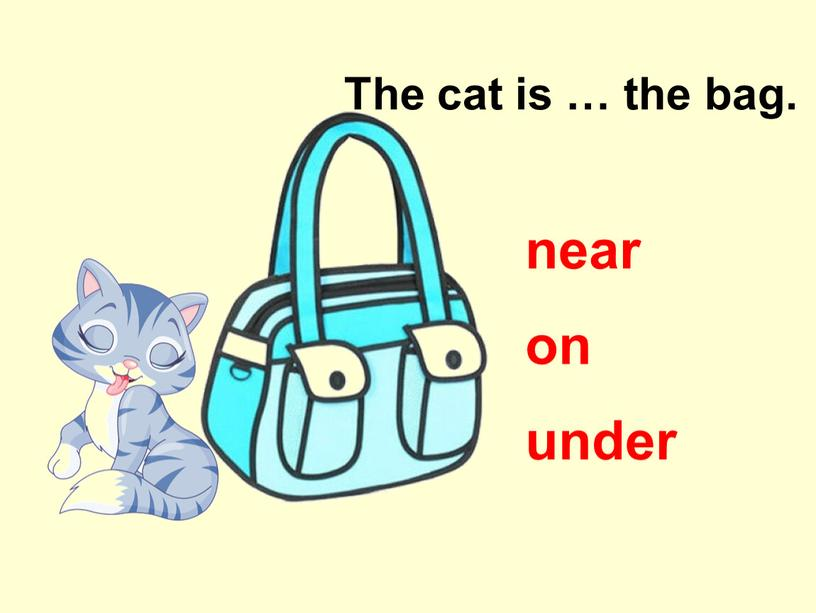 The cat is … the bag.
near
on
under